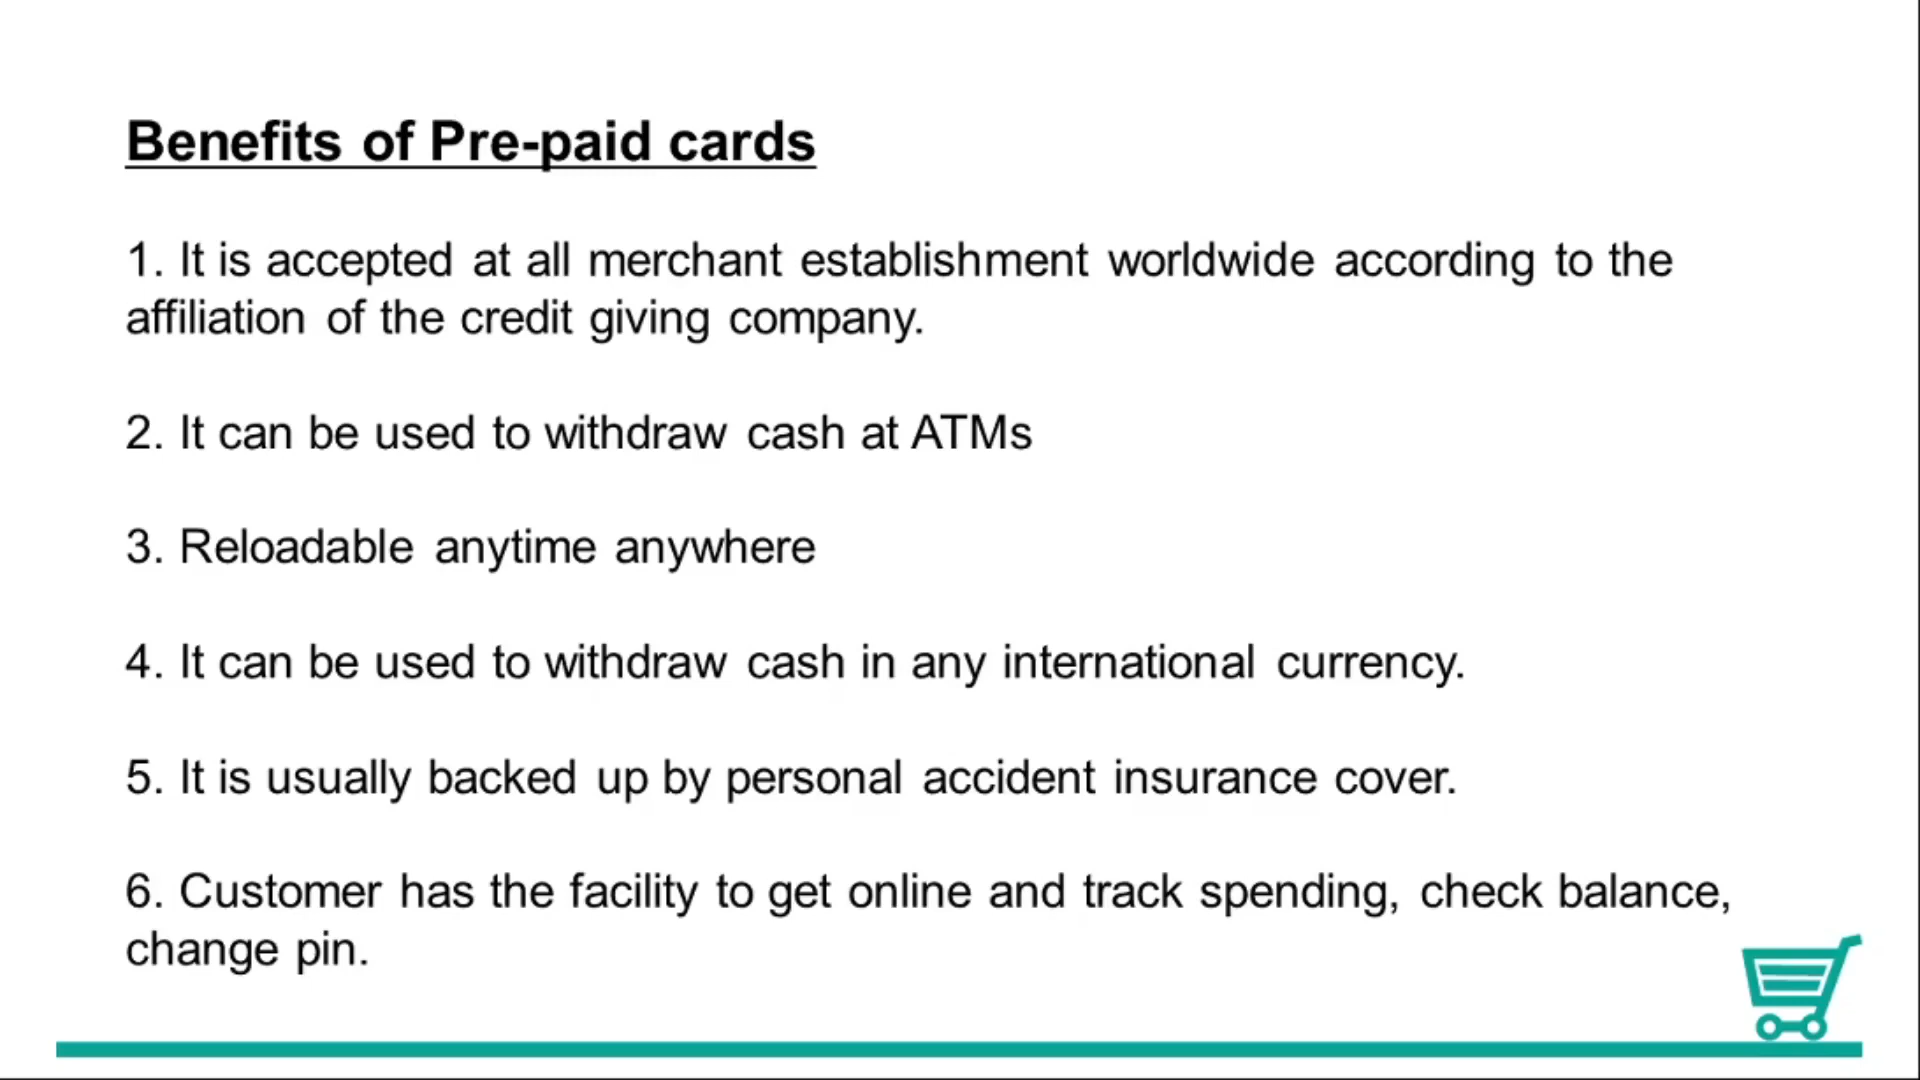 Benefits of Pre-paid cards
1. It is accepted at all merchant establishment worldwide according to the
affiliation of the credit giving company.
2. It can be used to withdraw cash at ATMs
3. Reloadable anytime anywhere
4. It can be used to withdraw cash in any international currency.
5. It is usually backed up by personal accident insurance cover.
6. Customer has the facility to get online and track spending, check balance,
change pin.